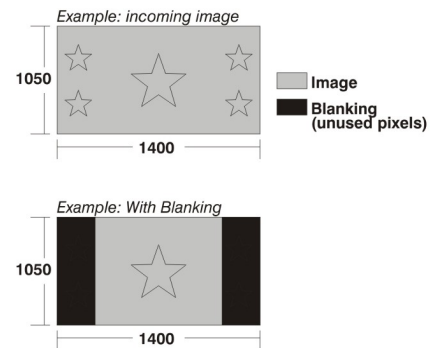 Example: incoming image
1050
1400
Image
Blanking
(unused pixels)
Example: With Blanking
1050
1400